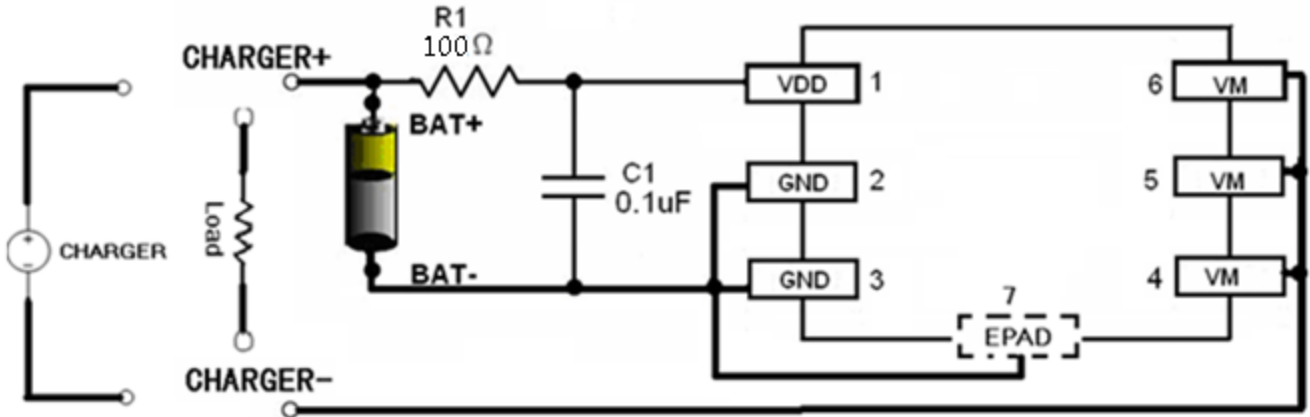 R1
100Ω
CHARGER+
VDD
1
6
VM
BAT+
C1
0.1uF
GND
2
5
VM
Load
+
-
CHARGER
BAT-
GND
3
4
VM
7
EPAD
CHARGER-